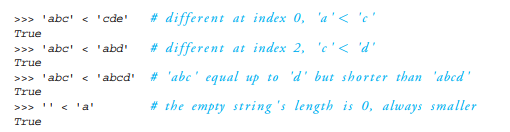 >>> 'abc' < 'cde' # different at index 0, 'a' < 'c'
True
>>> 'abc' < 'abd' # different at index 2, 'c' < 'd'
True
>>> 'abc' < 'abcd' # 'abc' equal up to 'd' but shorter than 'abcd'
True
>>> '' < 'a' # the empty string's length is 0, always smaller
True